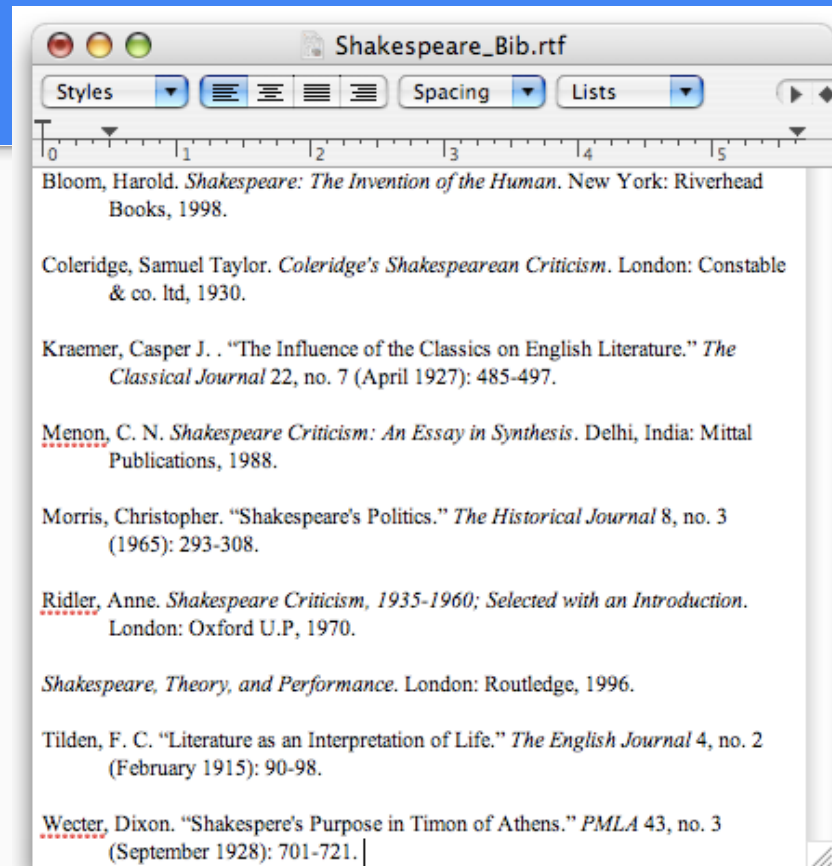 Shakespeare_Bib.rtf
Styles Spacing Lists
0 1 2 3 4 5
Bloom, Harold. Shakespeare: The Invention of the Human. New York: Riverhead
Books, 1998.
Coleridge, Samuel Taylor. Coleridge's Shakespearean Criticism. London: Constable
& co. ltd, 1930.
Kraemer, Casper J. . “The Influence of the Classics on English Literature.” The
Classical Journal 22, no. 7 (April 1927): 485-497.
Menon, C. N. Shakespeare Criticism: An Essay in Synthesis. Delhi, India: Mittal
Publications, 1988.
Morris, Christopher. “Shakespeare's Politics.” The Historical Journal 8, no. 3
(1965): 293-308.
Ridler, Anne. Shakespeare Criticism, 1935-1960; Selected with an Introduction.
London: Oxford U.P, 1970.
Shakespeare, Theory, and Performance. London: Routledge, 1996.
Tilden, F. C. “Literature as an Interpretation of Life.” The English Journal 4, no. 2
(February 1915): 90-98.
Wecter, Dixon. “Shakespere's Purpose in Timon of Athens.” PMLA 43, no. 3
(September 1928): 701-721.